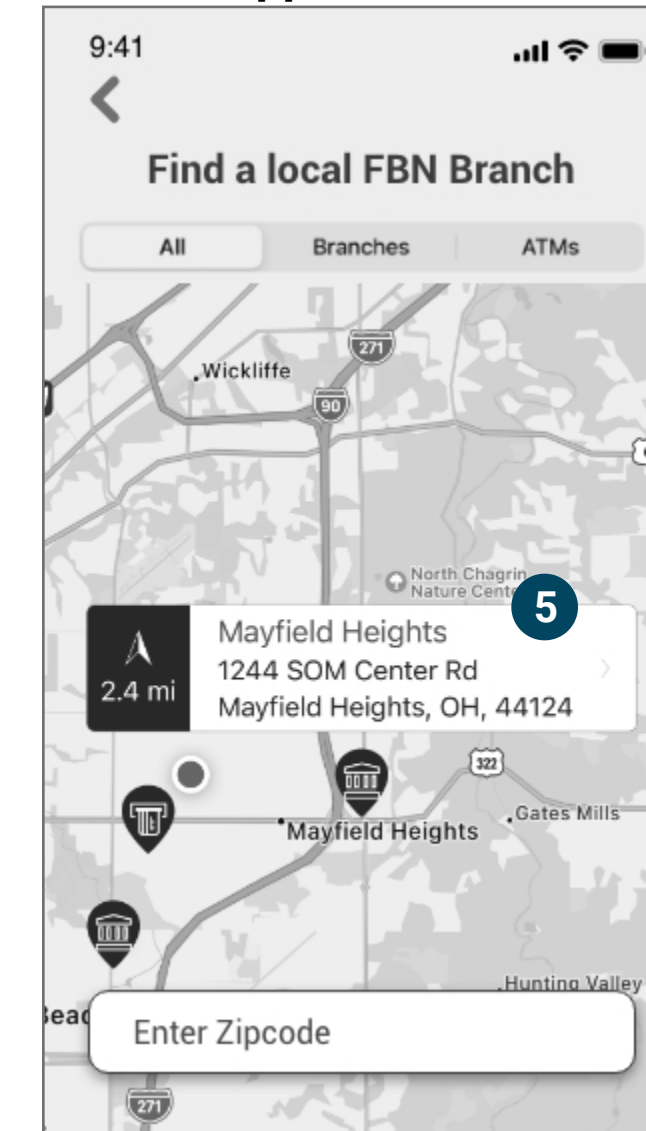 9:41
Find a local FBN Branch
All Branches ATMs
271
Wickliffe
90
North Chagrin
Nature
5
Mayfield Heights
1244 SOM Center Rd
2.4 mi
Mayfield Heights, OH, 44124
322
Gates Mills
Mayfield Heights
Hunting Valley
Enter Zipcode
271